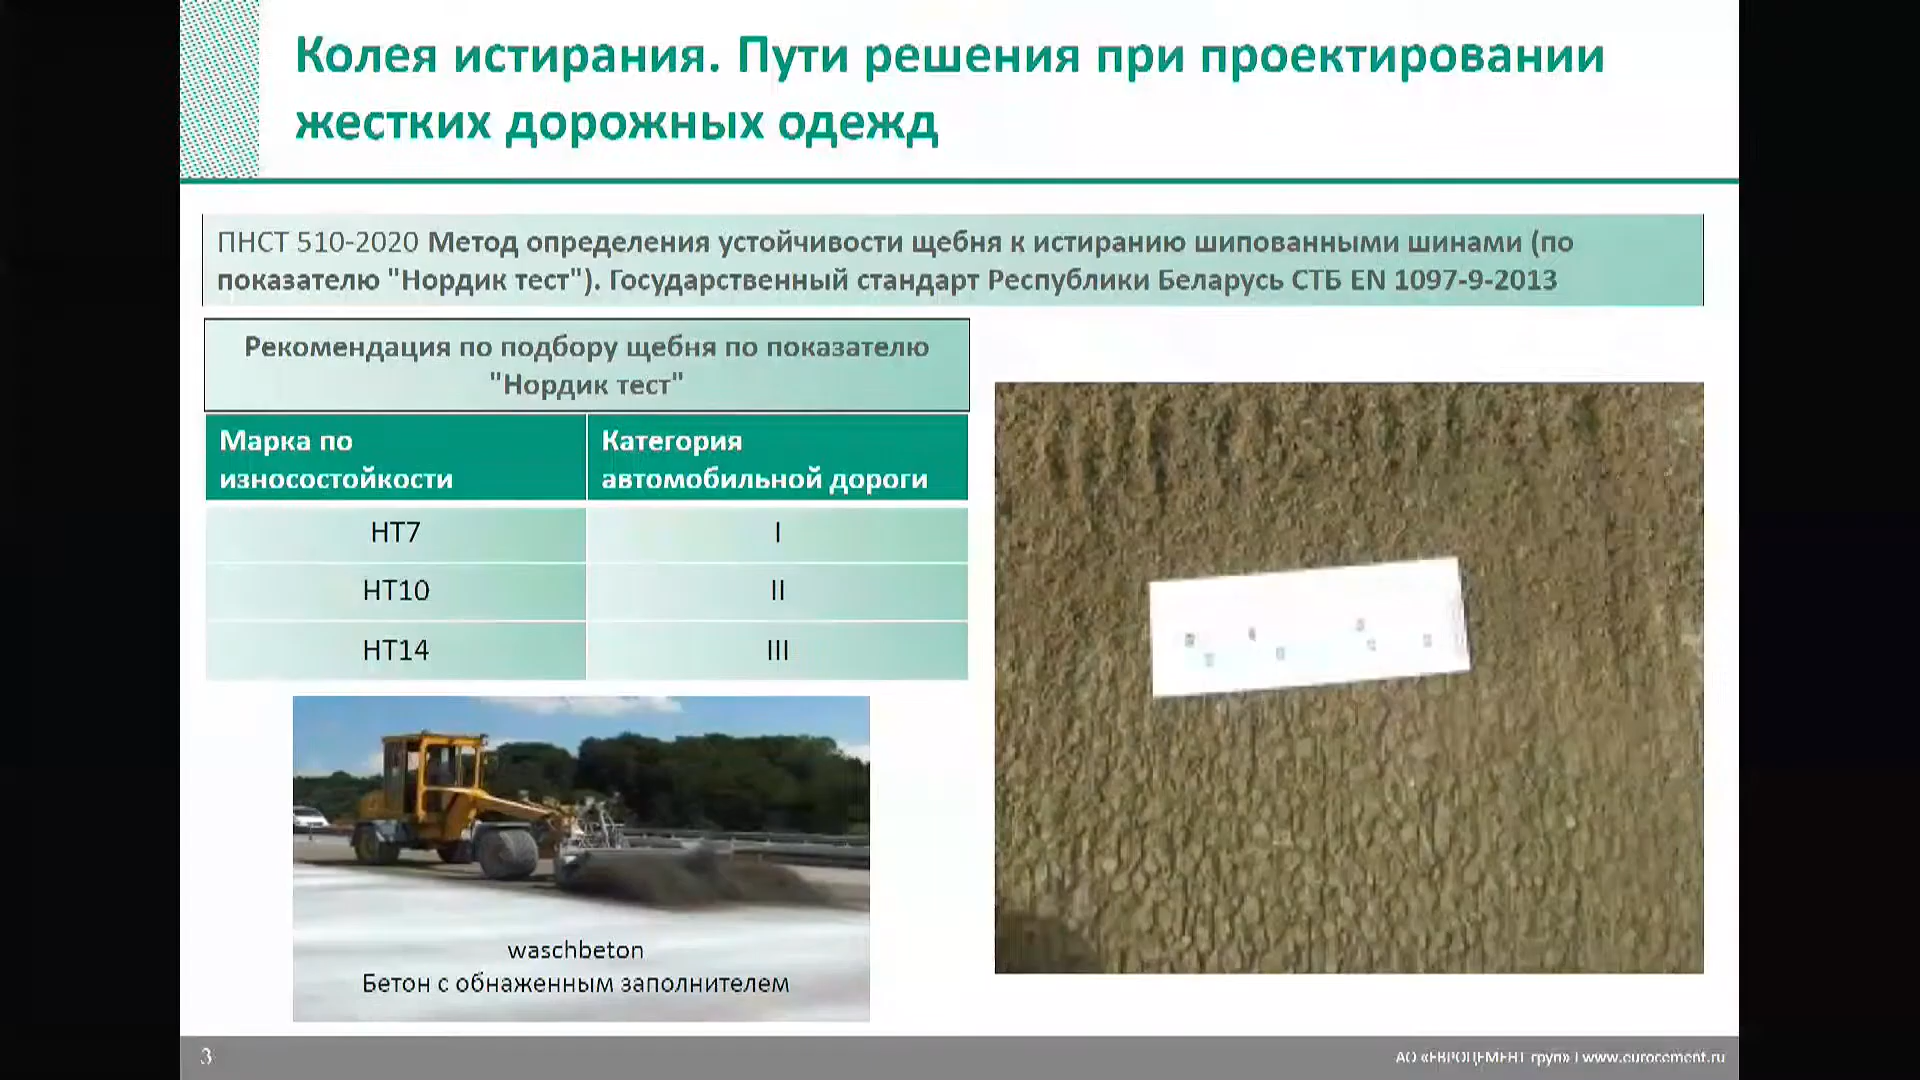 Колея истирания. Пути решения при проектировании
жестких дорожных одежд
ПНСТ 510-2020 Метод определения устойчивости щебня к истиранию шипованными шинами (по
показателю "Нордик тест"). Государственный стандарт Республики Беларусь СТБ EN 1097-9-2013
Рекомендация по подбору щебня по показателю
"Нордик тест"
Марка по
износостойкости
Категория
автомобильной дороги
НТ7
I
НТ10
II
НТ14
III
waschbeton
Бетон с обнаженным заполнителем
3
АО «ЕВРОЦЕМЕНТ груп» | www.eurocement.ru